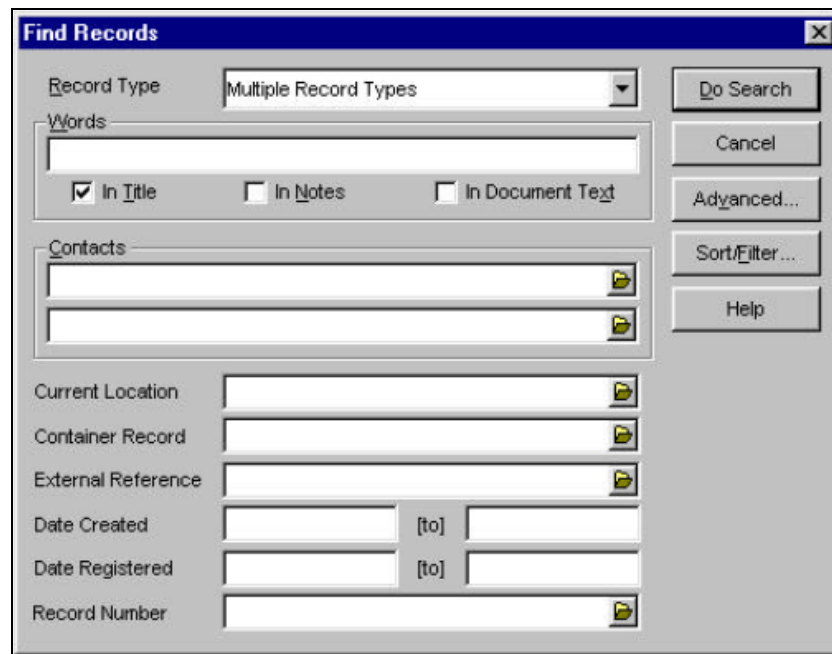 Find Records
Record Type Multiple Record Types Do Search
Words
Cancel
In Title In Notes In Document Text
Advanced...
Contacts
Sort/Filter...
Help
Current Location
Container Record
External Reference
Date Created [to]
Date Registered [to]
Record Number